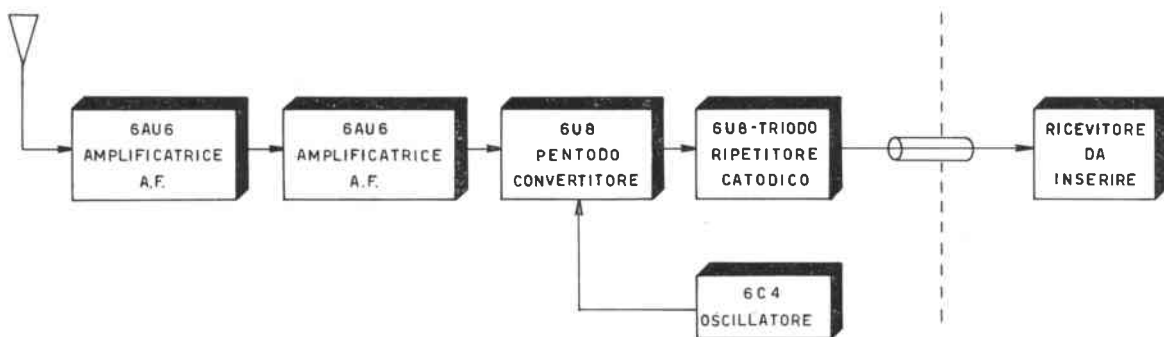 6AU6
AMPLIFICATRICE
A.F.
6AU6
AMPLIFICATRICE
A.F.
6U8
PENTODO
CONVERTITORE
6U8-TRIODO
RIPETITORE
CATODICO
RICEVITORE
DA
INSERIRE
6C4
OSCILLATORE